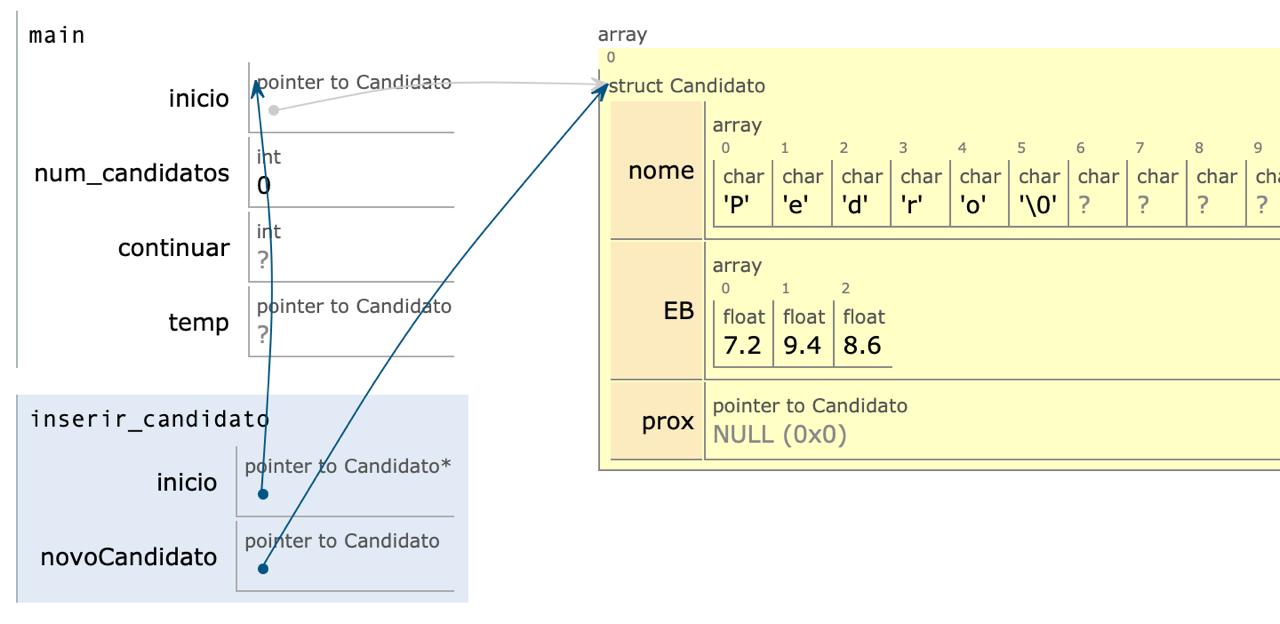 main
inicio
pointer to Candidato
num_candidatos
int
0
continuar
int
?
temp
pointer to Candidato
?
inserir_candidato
inicio
pointer to Candidato*
novoCandidato
pointer to Candidato
array
0
struct Candidato
nome
array
0 1 2 3 4 5 6 7 8 9
char char char char char char char char char cha
'P' 'e' 'd' 'r' 'o' '\0' ? ? ? ?
EB
array
0 1 2
float float float
7.2 9.4 8.6
prox
pointer to Candidato
NULL (0x0)